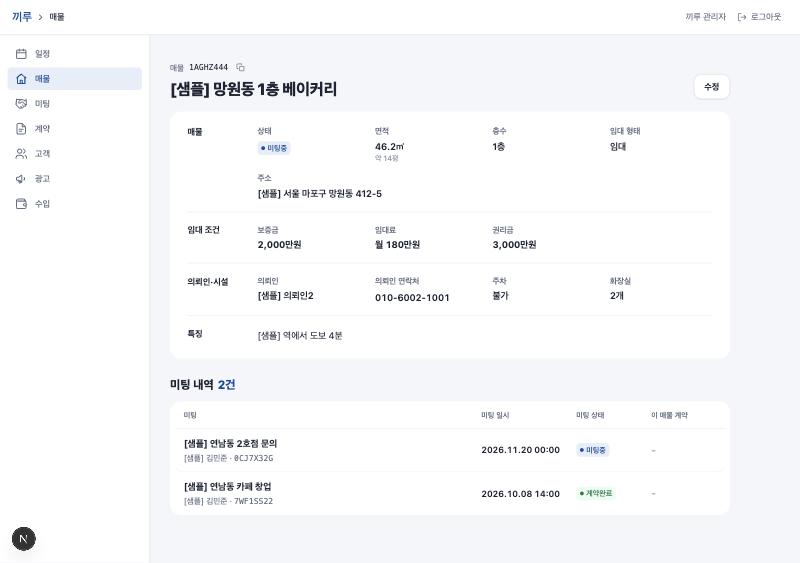 끼루 > 매물
끼루 관리자 로그아웃
일정
매물
미팅
계약
고객
광고
수입
매물 1AGHZ444
[샘플] 망원동 1층 베이커리
수정
매물
상태 면적 층수 임대 형태
미팅중 46.2㎡ 1층 임대
약 14평
주소
[샘플] 서울 마포구 망원동 412-5
임대 조건
보증금 임대료 권리금
2,000만원 월 180만원 3,000만원
의뢰인·시설
의뢰인 의뢰인 연락처 주차 화장실
[샘플] 의뢰인2 010-6002-1001 불가 2개
특징
[샘플] 역에서 도보 4분
미팅 내역 2건
미팅 미팅 일시 미팅 상태 이 매물 계약
[샘플] 연남동 2호점 문의
[샘플] 김민준 · 0CJ7X32G
2026.11.20 00:00 미팅중 -
[샘플] 연남동 카페 창업
[샘플] 김민준 · 7WF1SS22
2026.10.08 14:00 계약완료 -
N